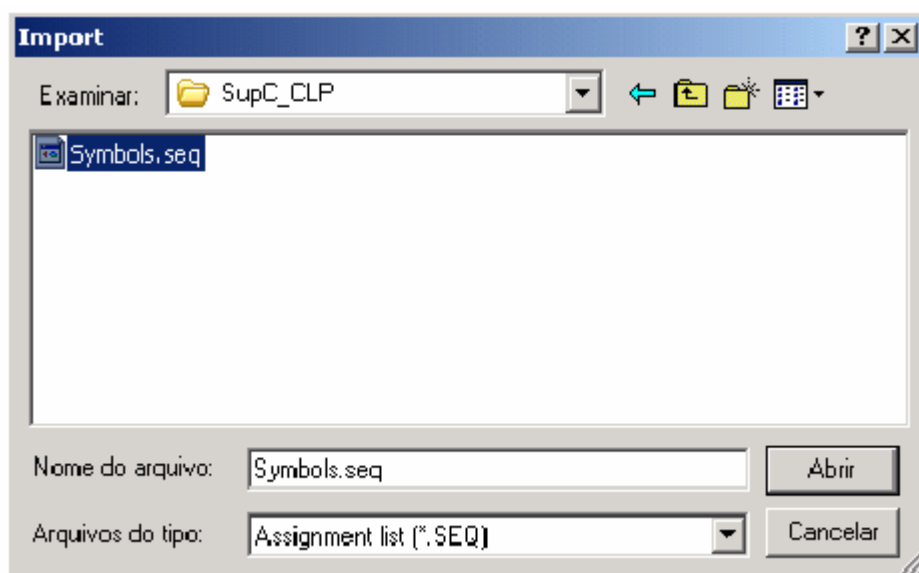 Import
Examinar: SupC_CLP
Symbols.seq
Nome do arquivo: Symbols.seq Abrir
Arquivos do tipo: Assignment list (*.SEQ) Cancelar